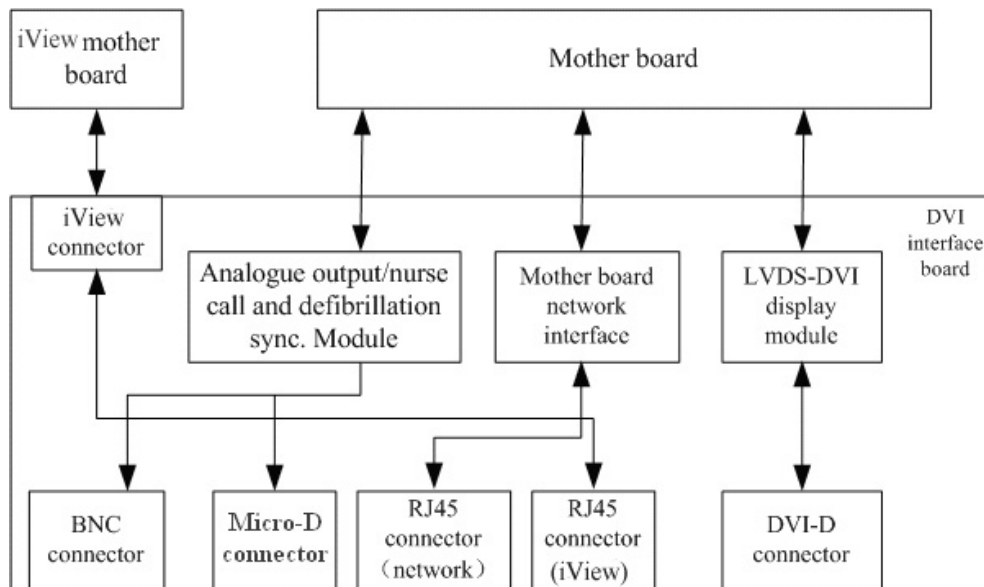 iView mother
board
Mother board
iView
connector
DVI
interface
board
Analogue output/nurse
call and defibrillation
sync. Module
Mother board
network
interface
LVDS-DVI
display
module
BNC
connector
Micro-D
connector
RJ45
connector
（network）
RJ45
connector
(iView)
DVI-D
connector